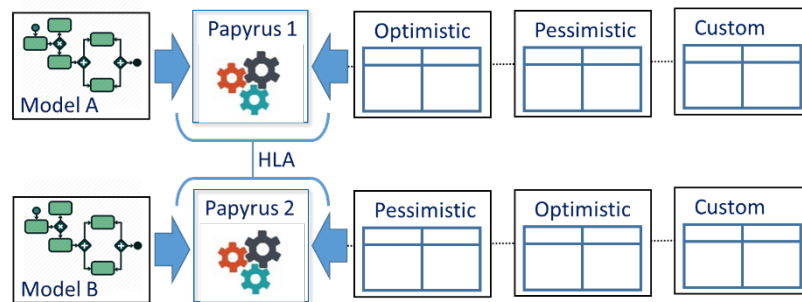 Papyrus 1
Optimistic
Pessimistic
Custom
Model A
HLA
Papyrus 2
Pessimistic
Optimistic
Custom
Model B